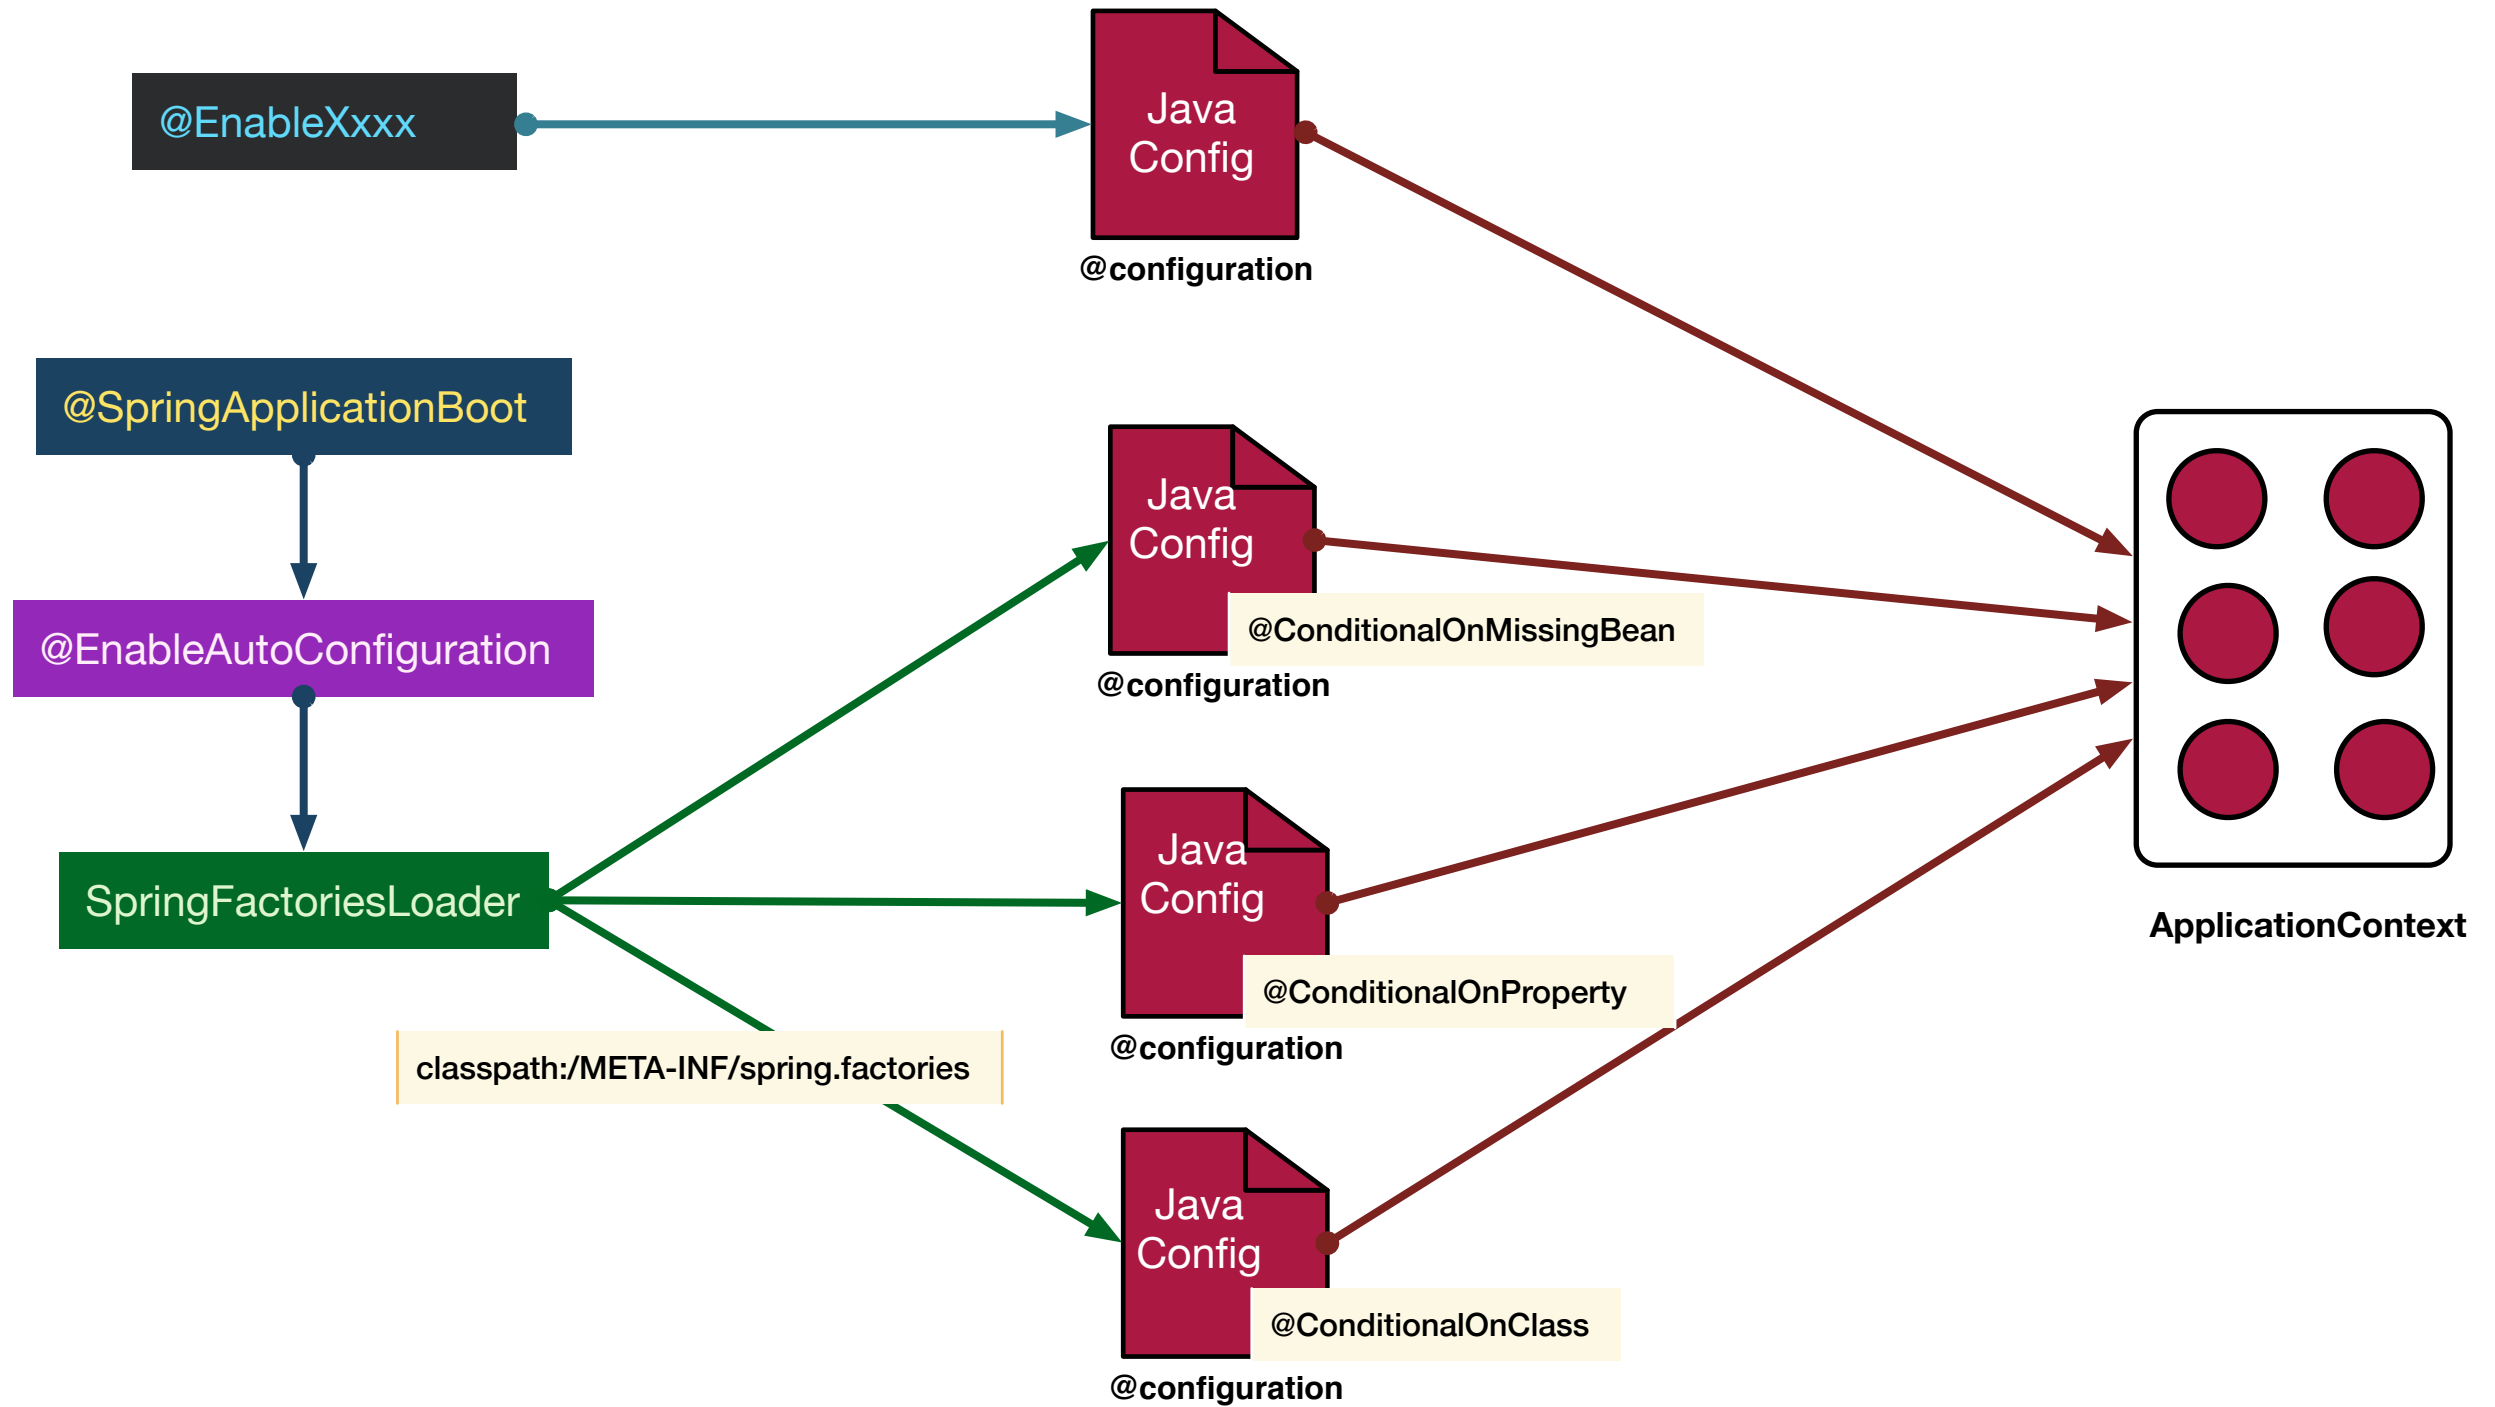 @EnableXxxx
Java
Config
@configuration
@SpringApplicationBoot
@EnableAutoConfiguration
SpringFactoriesLoader
classpath:/META-INF/spring.factories
Java
Config
@ConditionalOnMissingBean
@configuration
Java
Config
@ConditionalOnProperty
@configuration
Java
Config
@ConditionalOnClass
@configuration
ApplicationContext